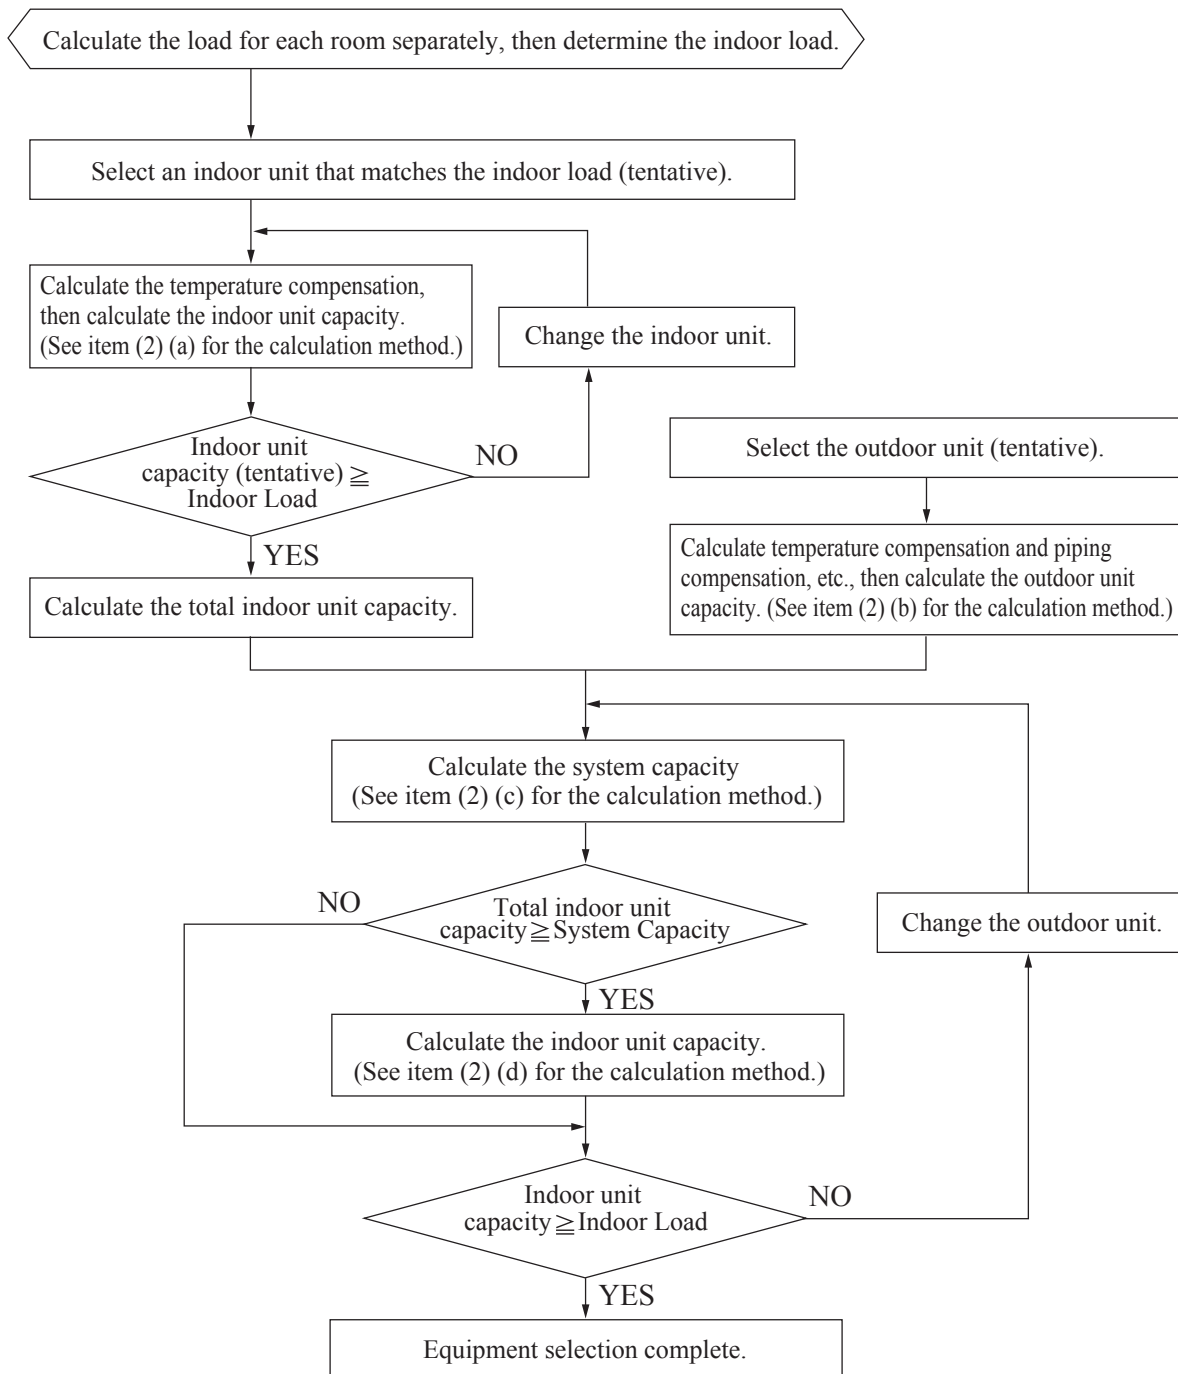 Calculate the load for each room separately, then determine the indoor load.
Select an indoor unit that matches the indoor load (tentative).
Calculate the temperature compensation,
then calculate the indoor unit capacity.
(See item (2) (a) for the calculation method.)
Change the indoor unit.
Indoor unit
capacity (tentative) ≧
Indoor Load
NO
YES
Calculate the total indoor unit capacity.
Select the outdoor unit (tentative).
Calculate temperature compensation and piping
compensation, etc., then calculate the outdoor unit
capacity. (See item (2) (b) for the calculation method.)
Calculate the system capacity
(See item (2) (c) for the calculation method.)
NO
Total indoor unit
capacity≧System Capacity
Change the outdoor unit.
YES
Calculate the indoor unit capacity.
(See item (2) (d) for the calculation method.)
Indoor unit
capacity≧Indoor Load
NO
YES
Equipment selection complete.